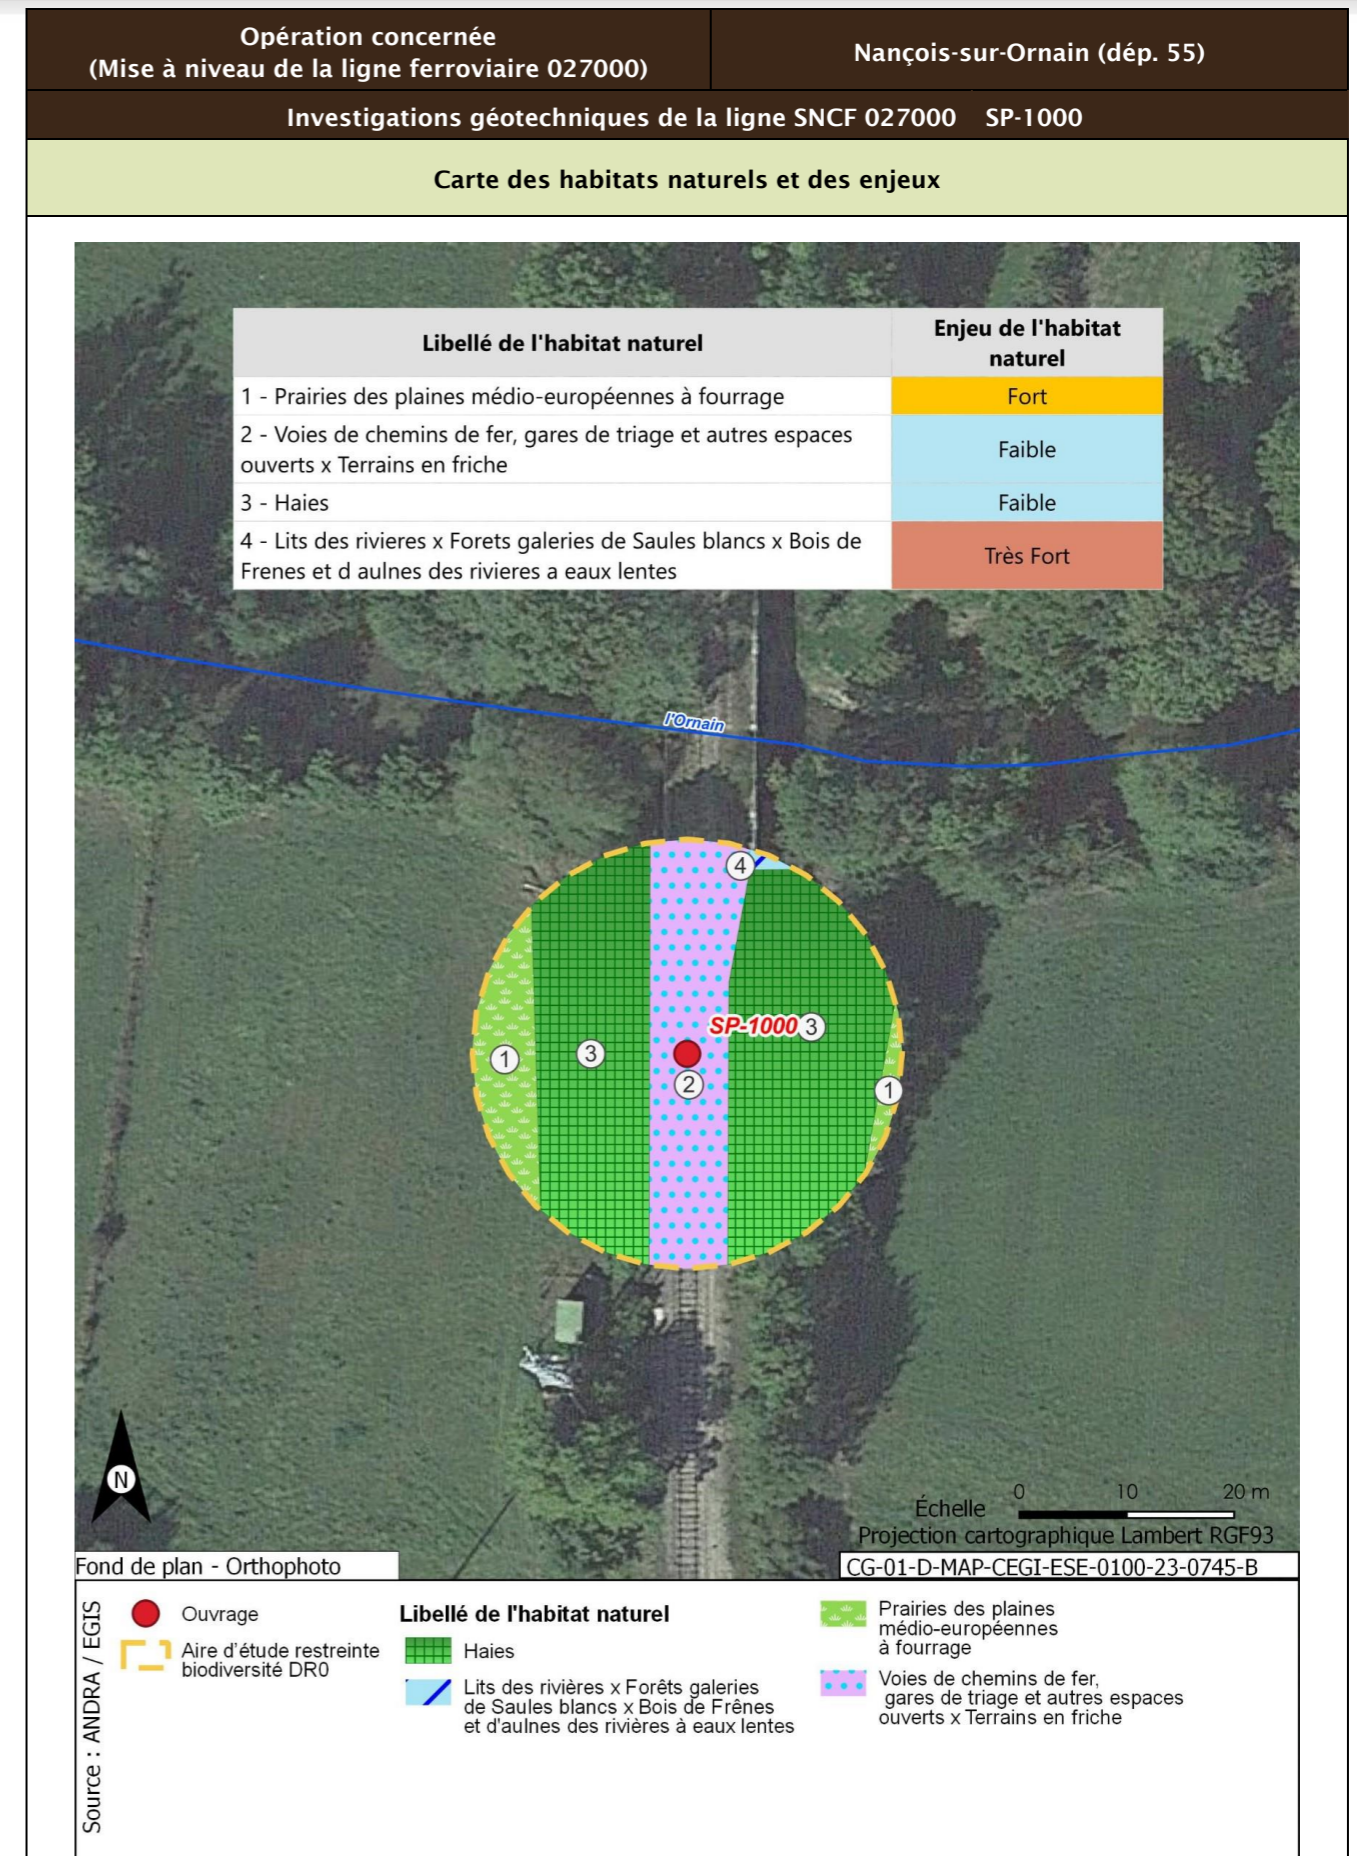 Opération concernée
(Mise à niveau de la ligne ferroviaire 027000)
Nançois-sur-Ornain (dép. 55)
Investigations géotechniques de la ligne SNCF 027000 SP-1000
Carte des habitats naturels et des enjeux
Libellé de l'habitat naturel
Enjeu de l'habitat
naturel
1 - Prairies des plaines médio-européennes à fourrage
Fort
2 - Voies de chemins de fer, gares de triage et autres espaces
ouverts x Terrains en friche
Faible
3 - Haies
Faible
4 - Lits des rivieres x Forets galeries de Saules blancs x Bois de
Frenes et d aulnes des rivieres a eaux lentes
Très Fort
l'Ornain
4
SP-1000 3
1
3
2
1
N
Échelle
0 10 20 m
Projection cartographique Lambert RGF93
Fond de plan - Orthophoto
CG-01-D-MAP-CEGI-ESE-0100-23-0745-B
Source : ANDRA / EGIS
Ouvrage
Aire d'étude restreinte
biodiversité DR0
Libellé de l'habitat naturel
Haies
Lits des rivières x Forêts galeries
de Saules blancs x Bois de Frênes
et d'aulnes des rivières à eaux lentes
Prairies des plaines
médio-européennes
à fourrage
Voies de chemins de fer,
gares de triage et autres espaces
ouverts x Terrains en friche